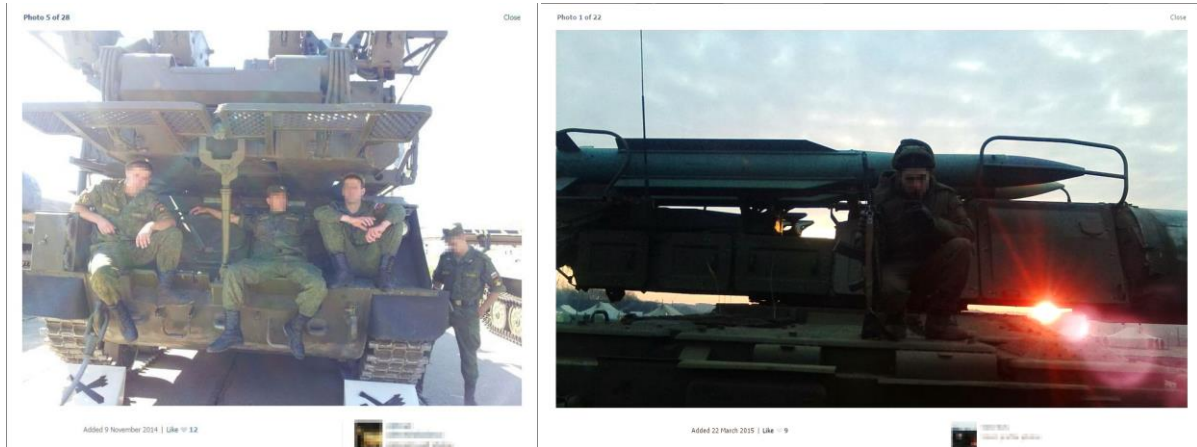 Photo 5 of 28
Close
Added 9 November 2014 | Like 12
Photo 1 of 22
Close
Added 22 March 2015 | Like 9